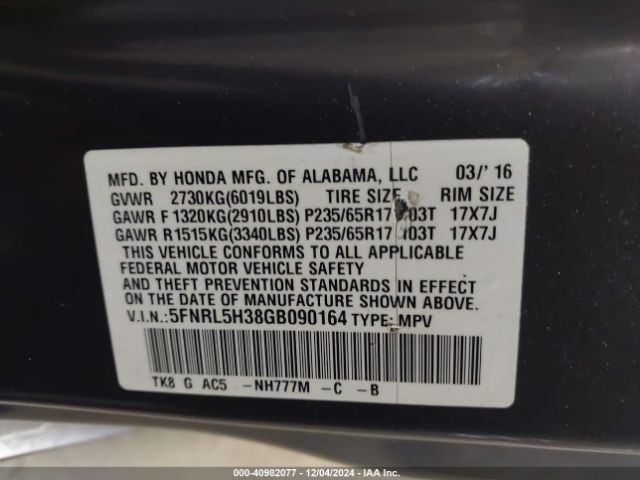 MFD. BY HONDA MFG. OF ALABAMA, LLC 03/'16
GVWR 2730KG(6019LBS) TIRE SIZE RIM SIZE
GAWR F 1320KG(2910LBS) P235/65R17 103T 17X7J
GAWR R1515KG(3340LBS) P235/65R17 103T 17X7J
THIS VEHICLE CONFORMS TO ALL APPLICABLE
FEDERAL MOTOR VEHICLE SAFETY
AND THEFT PREVENTION STANDARDS IN EFFECT
ON THE DATE OF MANUFACTURE SHOWN ABOVE.
V.I.N.:5FNRL5H38GB090164 TYPE: MPV
TK8 G AC5 -NH777M -C -B
000-40982077 - 12/04/2024 - IAA Inc.